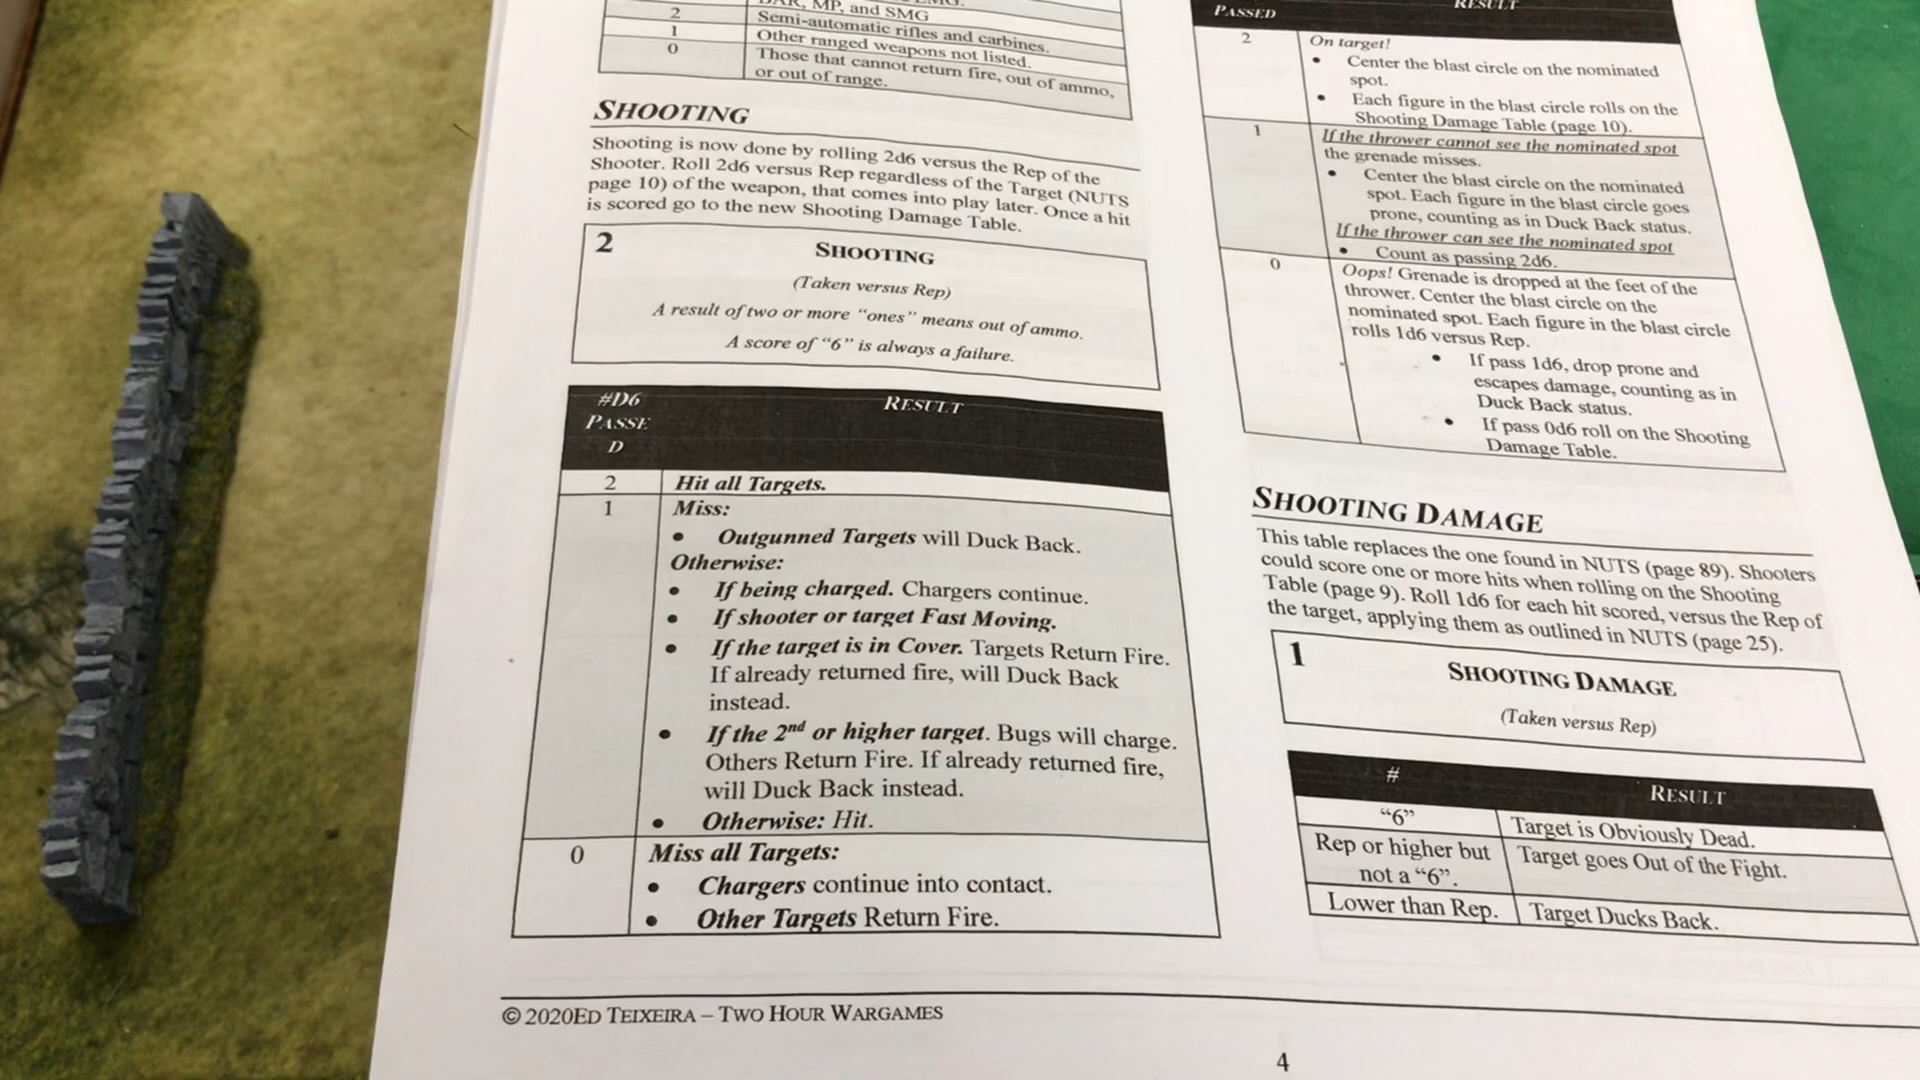 MP, and SMG
2
Semi-automatic rifles and carbines.
1
Other ranged weapons not listed.
0
Those that cannot return fire, out of ammo,
or out of range.
SHOOTING
Shooting is now done by rolling 2d6 versus the Rep of the
Shooter. Roll 2d6 versus Rep regardless of the Target (NUTS
page 10) of the weapon, that comes into play later. Once a hit
is scored go to the new Shooting Damage Table.
2
SHOOTING
(Taken versus Rep)
A result of two or more “ones” means out of ammo.
A score of “6” is always a failure.
#D6
PASSE
D
RESULT
2
Hit all Targets.
1
Miss:
• Outgunned Targets will Duck Back.
Otherwise:
• If being charged. Chargers continue.
• If shooter or target Fast Moving.
• If the target is in Cover. Targets Return Fire.
If already returned fire, will Duck Back
instead.
• If the 2nd or higher target. Bugs will charge.
Others Return Fire. If already returned fire,
will Duck Back instead.
• Otherwise: Hit.
0
Miss all Targets:
• Chargers continue into contact.
• Other Targets Return Fire.
PASSED
RESULT
2
On target!
• Center the blast circle on the nominated
spot.
• Each figure in the blast circle rolls on the
Shooting Damage Table (page 10).
1
If the thrower cannot see the nominated spot
the grenade misses.
• Center the blast circle on the nominated
spot. Each figure in the blast circle goes
prone, counting as in Duck Back status.
If the thrower can see the nominated spot
• Count as passing 2d6.
0
Oops! Grenade is dropped at the feet of the
thrower. Center the blast circle on the
nominated spot. Each figure in the blast circle
rolls 1d6 versus Rep.
• If pass 1d6, drop prone and
escapes damage, counting as in
Duck Back status.
• If pass 0d6 roll on the Shooting
Damage Table.
SHOOTING DAMAGE
This table replaces the one found in NUTS (page 89). Shooters
could score one or more hits when rolling on the Shooting
Table (page 9). Roll 1d6 for each hit scored, versus the Rep of
the target, applying them as outlined in NUTS (page 25).
1
SHOOTING DAMAGE
(Taken versus Rep)
#
RESULT
“6”
Target is Obviously Dead.
Rep or higher but
not a “6”.
Target goes Out of the Fight.
Lower than Rep.
Target Ducks Back.
© 2020ED TEIXEIRA – TWO HOUR WARGAMES
4